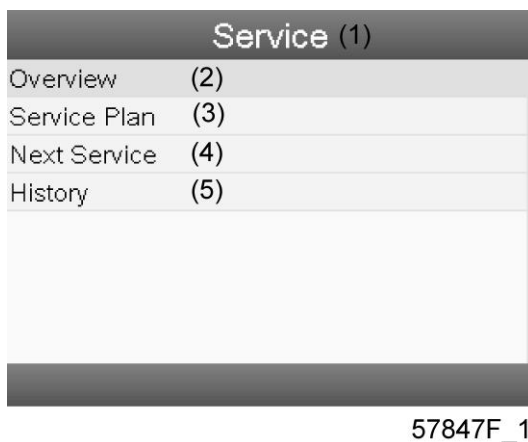 Service (1)
Overview (2)
Service Plan (3)
Next Service (4)
History (5)
57847F_1